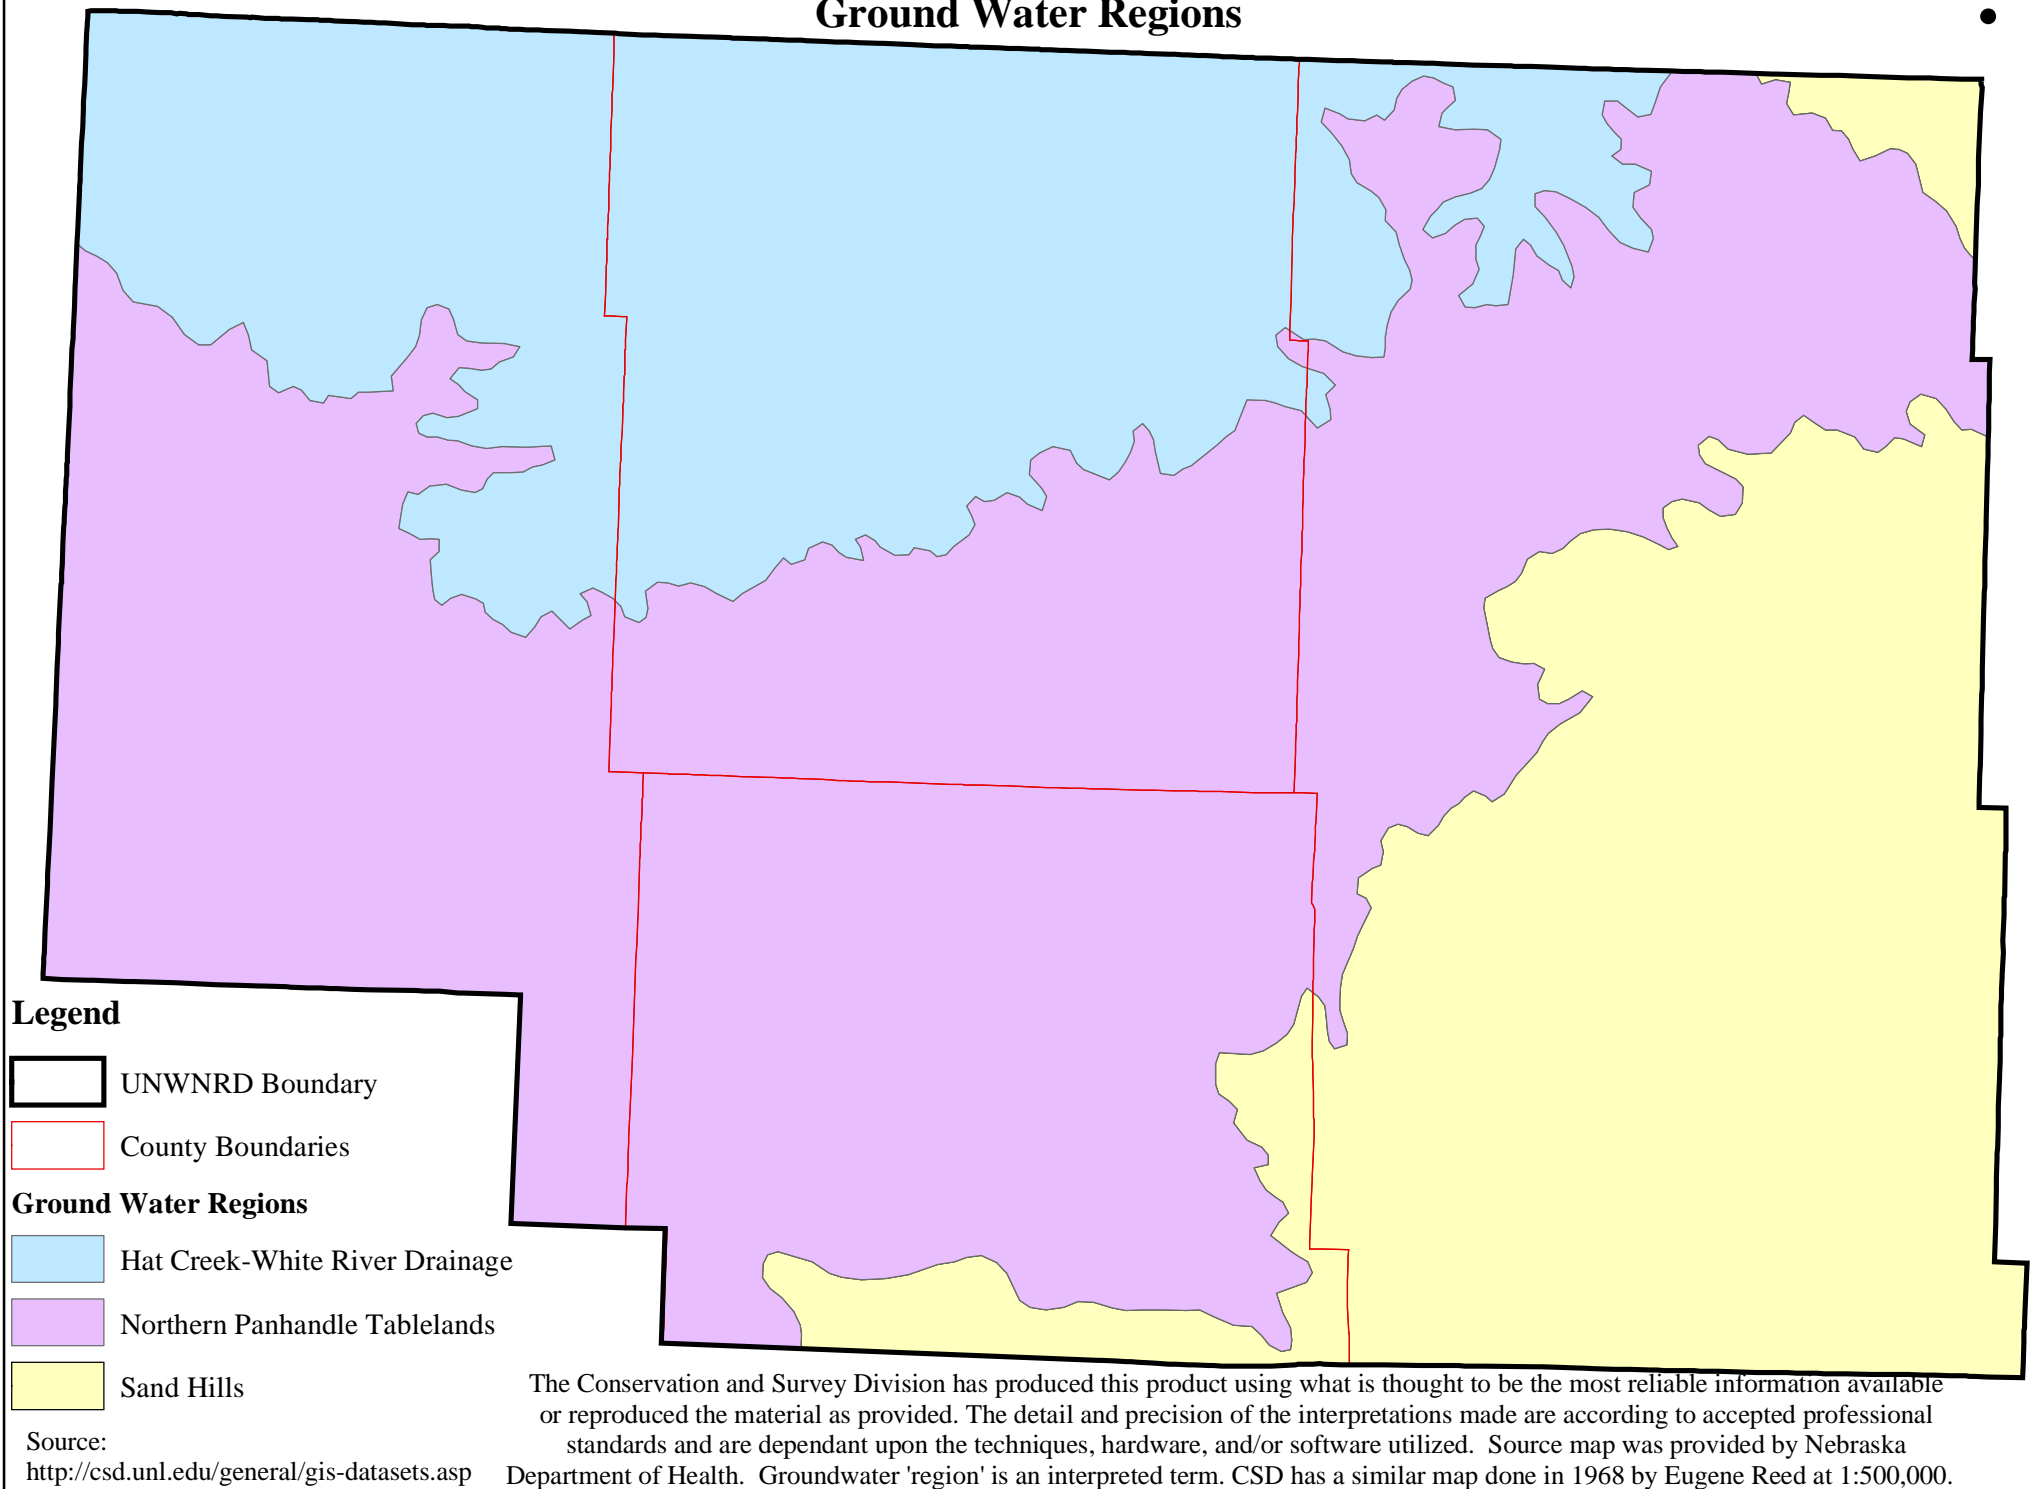 Ground Water Regions
Legend
UNWNRD Boundary
County Boundaries
Ground Water Regions
Hat Creek-White River Drainage
Northern Panhandle Tablelands
Sand Hills
Source:
http://csd.unl.edu/general/gis-datasets.asp
The Conservation and Survey Division has produced this product using what is thought to be the most reliable information available
or reproduced the material as provided. The detail and precision of the interpretations made are according to accepted professional
standards and are dependant upon the techniques, hardware, and/or software utilized.  Source map was provided by Nebraska
Department of Health.  Groundwater 'region' is an interpreted term. CSD has a similar map done in 1968 by Eugene Reed at 1:500,000.